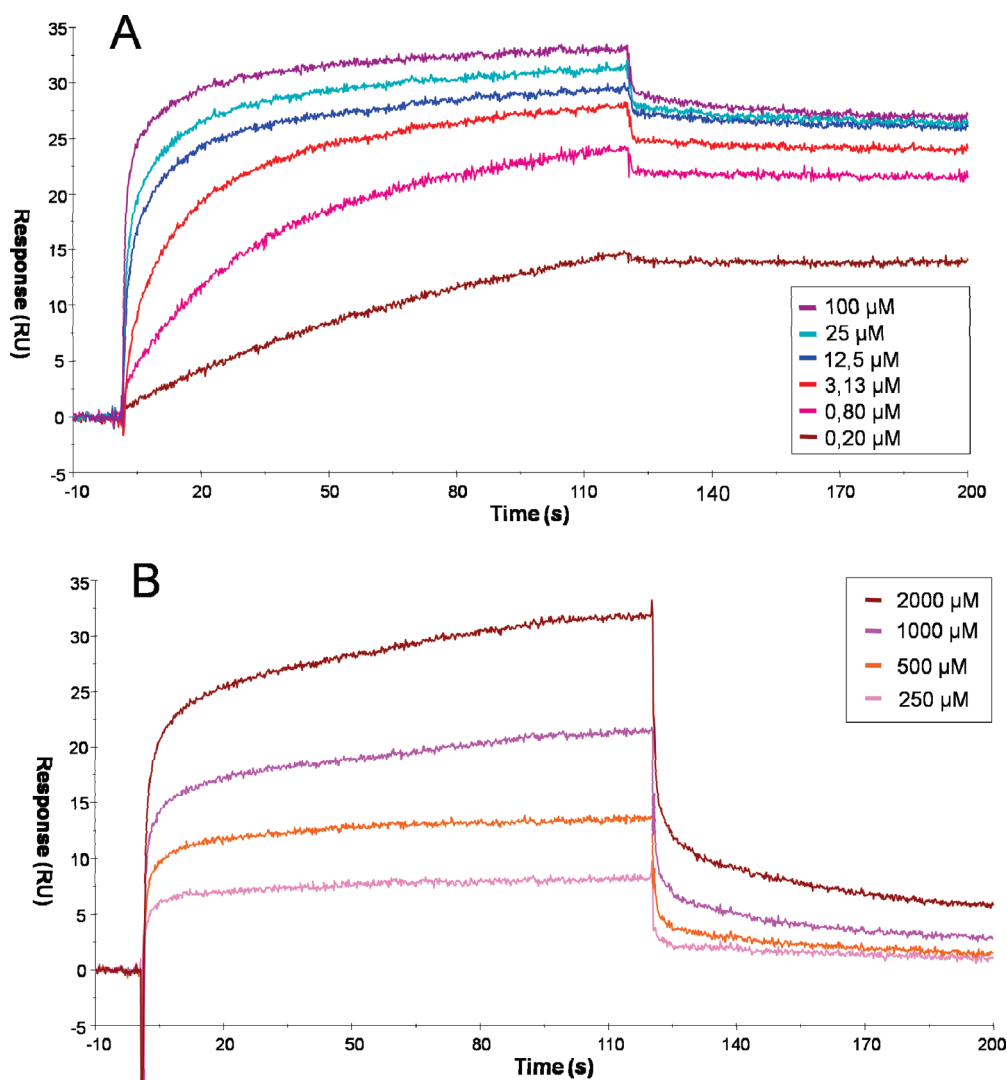 A
35
30
25
20
15
10
5
0
-5
Response (RU)
-10 20 50 80 110 140 170 200
Time (s)
100 µM
25 µM
12,5 µM
3,13 µM
0,80 µM
0,20 µM
B
35
30
25
20
15
10
5
0
-5
Response (RU)
-10 20 50 80 110 140 170 200
Time (s)
2000 µM
1000 µM
500 µM
250 µM